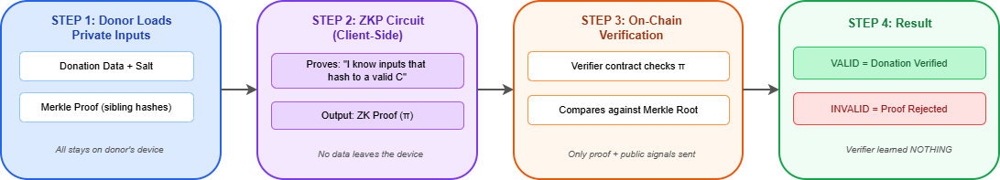 STEP 1: Donor Loads
Private Inputs
Donation Data + Salt
Merkle Proof (sibling hashes)
All stays on donor's device
STEP 2: ZKP Circuit
(Client-Side)
Proves: "I know inputs that
hash to a valid C"
Output: ZK Proof (π)
No data leaves the device
STEP 3: On-Chain
Verification
Verifier contract checks π
Compares against Merkle Root
Only proof + public signals sent
STEP 4: Result
VALID = Donation Verified
INVALID = Proof Rejected
Verifier learned NOTHING